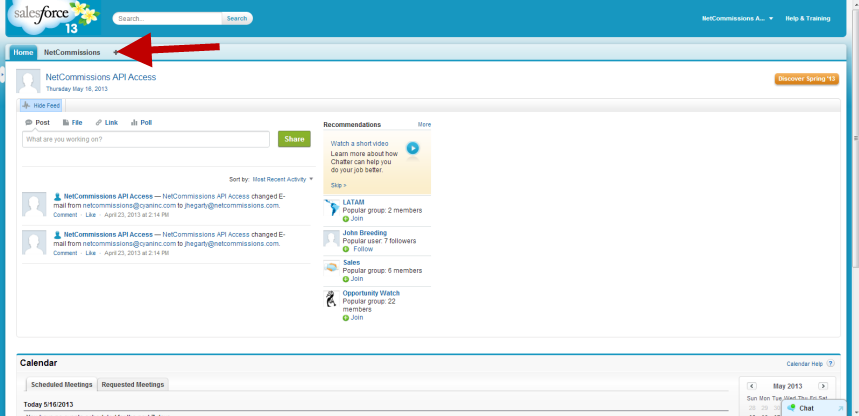 salesforce
13
Search...
Search
NetCommissions A...
Help & Training
Home
NetCommissions
+
NetCommissions API Access
Thursday May 16, 2013
Discover Spring '13
Hide Feed
Post
File
Link
Poll
What are you working on?
Share
Sort by: Most Recent Activity
NetCommissions API Access — NetCommissions API Access changed E-
mail from netcommissions@cyaninc.com to jhegarty@netcommissions.com.
Comment · Like · April 23, 2013 at 2:14 PM
NetCommissions API Access — NetCommissions API Access changed E-
mail from netcommissions@cyaninc.com to jhegarty@netcommissions.com.
Comment · Like · April 23, 2013 at 2:14 PM
Recommendations
More
Watch a short video
Learn more about how
Chatter can help you
do your job better.
Skip »
LATAM
Popular group: 2 members
Join
John Breeding
Popular user: 7 followers
Follow
Sales
Popular group: 6 members
Join
Opportunity Watch
Popular group: 22
members
Join
Calendar
Calendar Help
Scheduled Meetings
Requested Meetings
Today 5/16/2013
May 2013
Sun Mon Tue Wed Thu Fri Sat
Chat